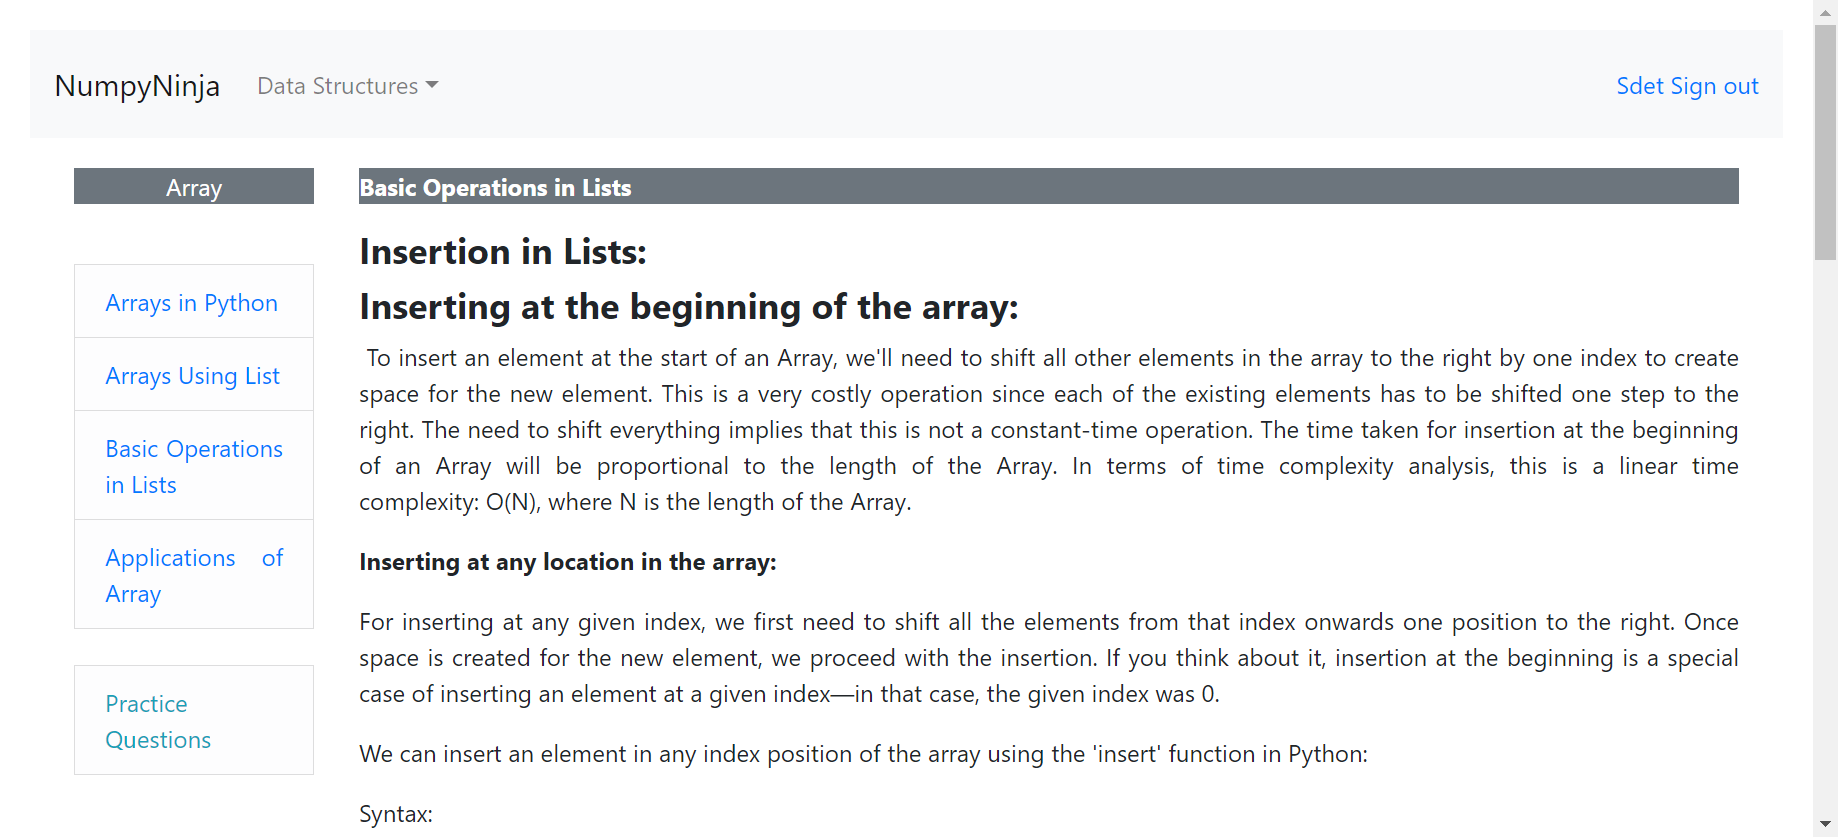 NumpyNinja
Data Structures
Sdet Sign out
Array
Arrays in Python
Arrays Using List
Basic Operations
in Lists
Applications of
Array
Practice
Questions
Basic Operations in Lists
Insertion in Lists:
Inserting at the beginning of the array:
To insert an element at the start of an Array, we'll need to shift all other elements in the array to the right by one index to create
space for the new element. This is a very costly operation since each of the existing elements has to be shifted one step to the
right. The need to shift everything implies that this is not a constant-time operation. The time taken for insertion at the beginning
of an Array will be proportional to the length of the Array. In terms of time complexity analysis, this is a linear time
complexity: O(N), where N is the length of the Array.
Inserting at any location in the array:
For inserting at any given index, we first need to shift all the elements from that index onwards one position to the right. Once
space is created for the new element, we proceed with the insertion. If you think about it, insertion at the beginning is a special
case of inserting an element at a given index—in that case, the given index was 0.
We can insert an element in any index position of the array using the 'insert' function in Python:
Syntax: